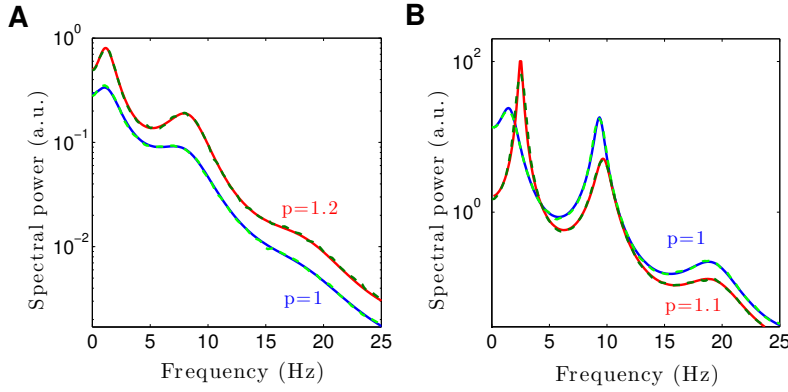 A
B
Spectral power (a.u.)
10^0
10^-1
10^-2
p=1.2
p=1
0 5 10 15 20 25
Frequency (Hz)
Spectral power (a.u.)
10^2
10^0
p=1
p=1.1
0 5 10 15 20 25
Frequency (Hz)